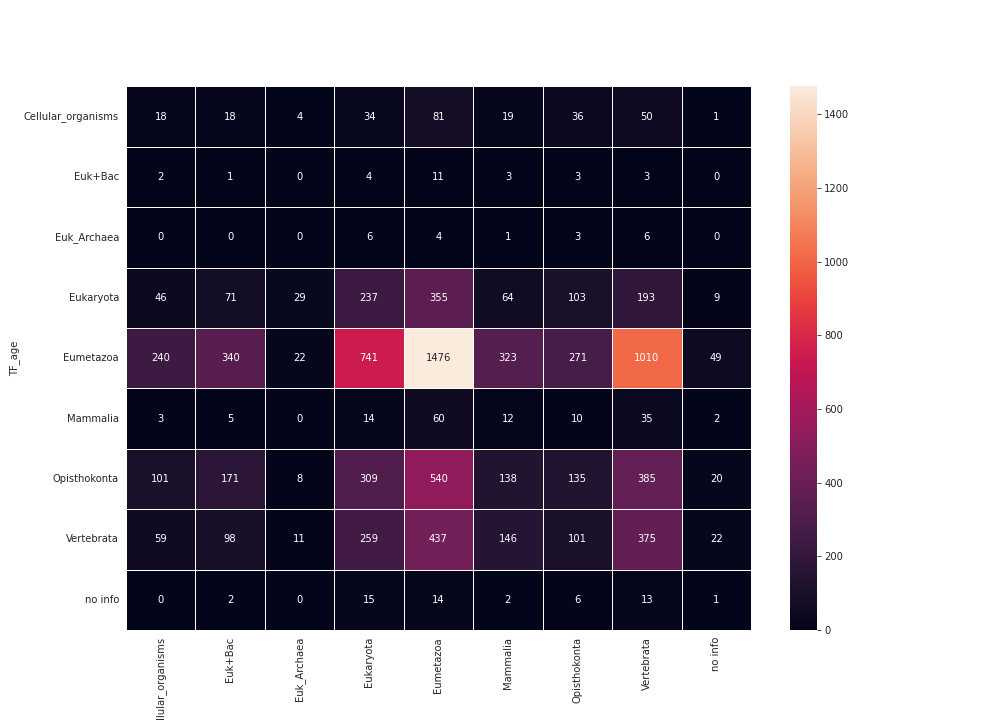 Cellular_organisms 18 18 4 34 81 19 36 50 1
Euk+Bac 2 1 0 4 11 3 3 3 0
Euk_Archaea 0 0 0 6 4 1 3 6 0
Eukaryota 46 71 29 237 355 64 103 193 9
Eumetazoa 240 340 22 741 1476 323 271 1010 49
Mammalia 3 5 0 14 60 12 10 35 2
Opisthokonta 101 171 8 309 540 138 135 385 20
Vertebrata 59 98 11 259 437 146 101 375 22
no info 0 2 0 15 14 2 6 13 1
TF_age
llular_organisms
Euk+Bac
Euk_Archaea
Eukaryota
Eumetazoa
Mammalia
Opisthokonta
Vertebrata
no info
1400
1200
1000
800
600
400
200
0